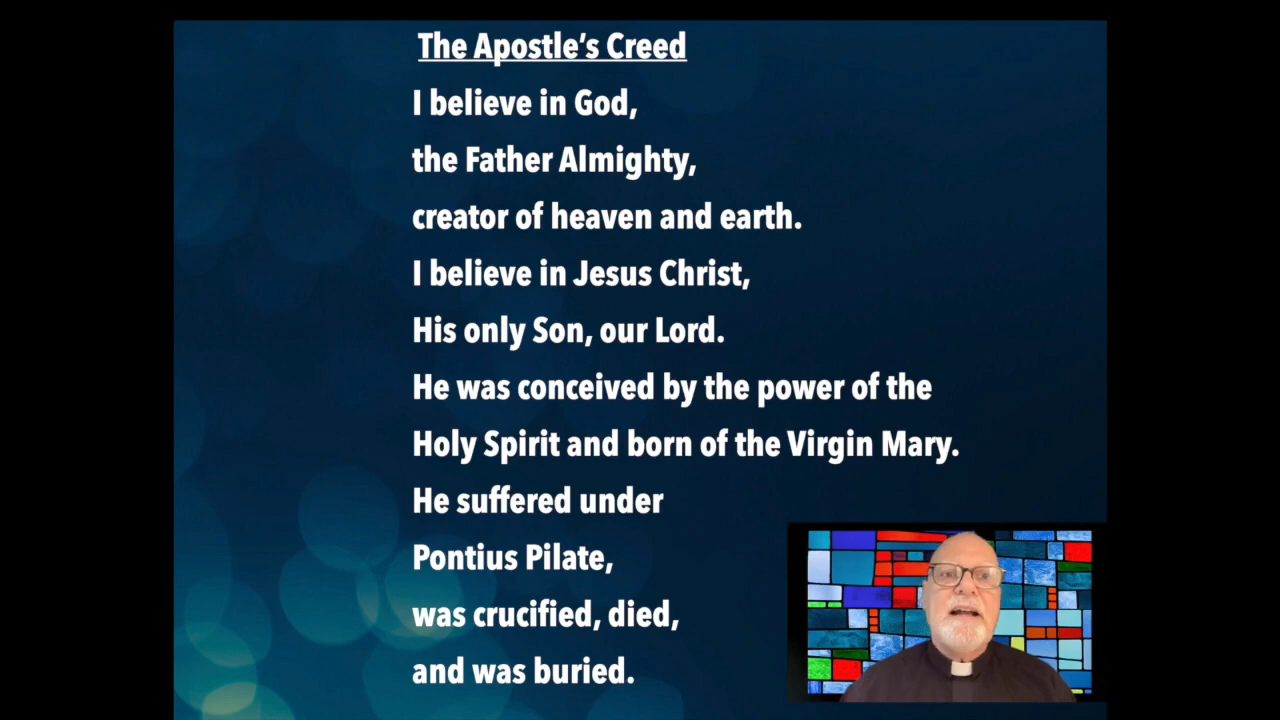 The Apostle’s Creed
I believe in God,
the Father Almighty,
creator of heaven and earth.
I believe in Jesus Christ,
His only Son, our Lord.
He was conceived by the power of the
Holy Spirit and born of the Virgin Mary.
He suffered under
Pontius Pilate,
was crucified, died,
and was buried.